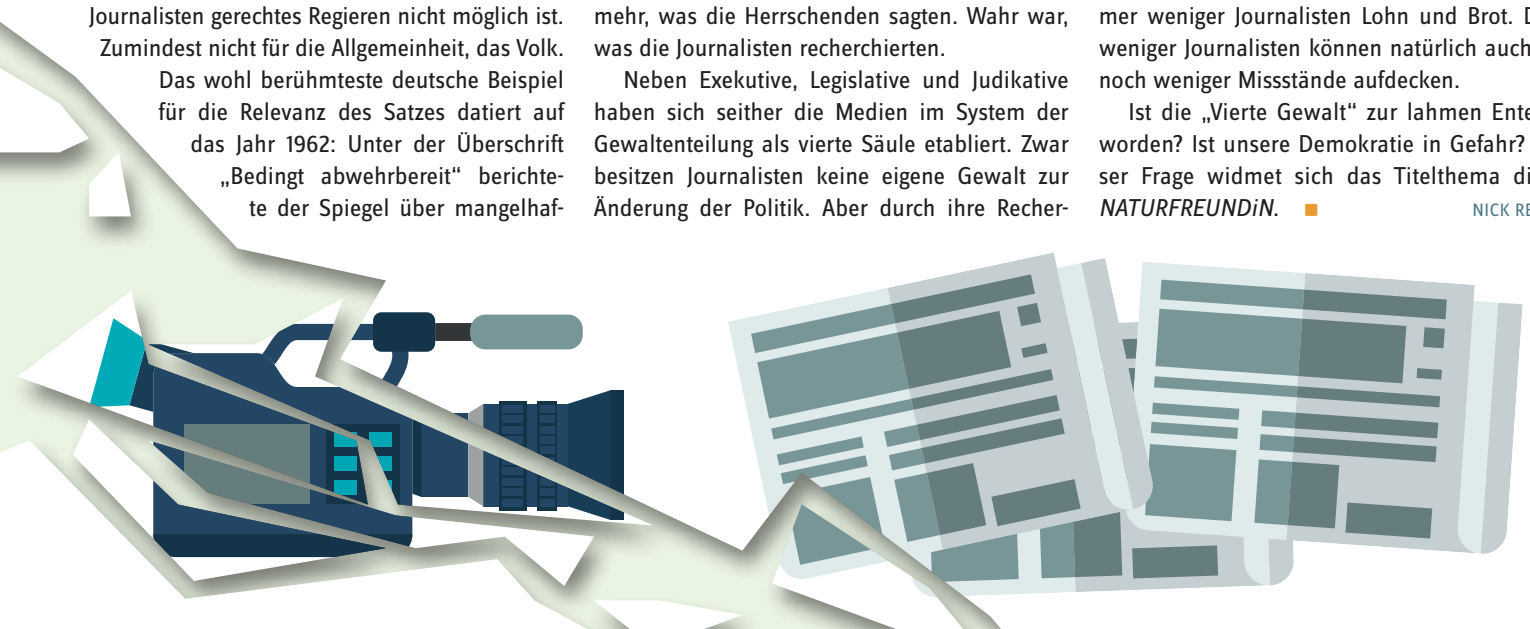 Journalisten gerechtes Regieren nicht möglich ist.
Zumindest nicht für die Allgemeinheit, das Volk.
Das wohl berühmteste deutsche Beispiel
für die Relevanz des Satzes datiert auf
das Jahr 1962: Unter der Überschrift
„Bedingt abwehrbereit“ berichte-
te der Spiegel über mangelhaf-
mehr, was die Herrschenden sagten. Wahr war,
was die Journalisten recherchierten.
Neben Exekutive, Legislative und Judikative
haben sich seither die Medien im System der
Gewaltenteilung als vierte Säule etabliert. Zwar
besitzen Journalisten keine eigene Gewalt zur
Änderung der Politik. Aber durch ihre Recher-
mer weniger Journalisten Lohn und Brot.
weniger Journalisten können natürlich auch
noch weniger Missstände aufdecken.
Ist die „Vierte Gewalt“ zur lahmen Ente
worden? Ist unsere Demokratie in Gefahr?
ser Frage widmet sich das Titelthema di
NATURFREUNDiN. ■ NICK RE